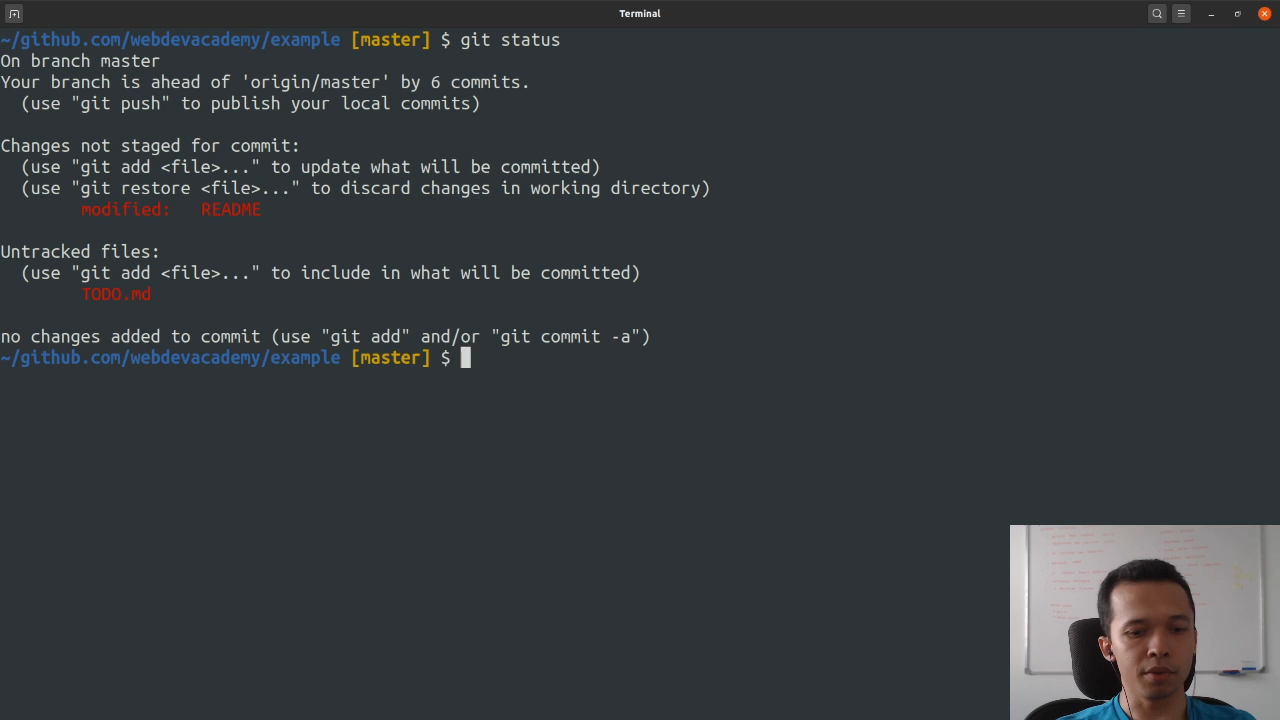 Terminal
~/github.com/webdevacademy/example [master] $ git status
On branch master
Your branch is ahead of 'origin/master' by 6 commits.
  (use "git push" to publish your local commits)
Changes not staged for commit:
  (use "git add <file>..." to update what will be committed)
  (use "git restore <file>..." to discard changes in working directory)
        modified:   README
Untracked files:
  (use "git add <file>..." to include in what will be committed)
        TODO.md
no changes added to commit (use "git add" and/or "git commit -a")
~/github.com/webdevacademy/example [master] $